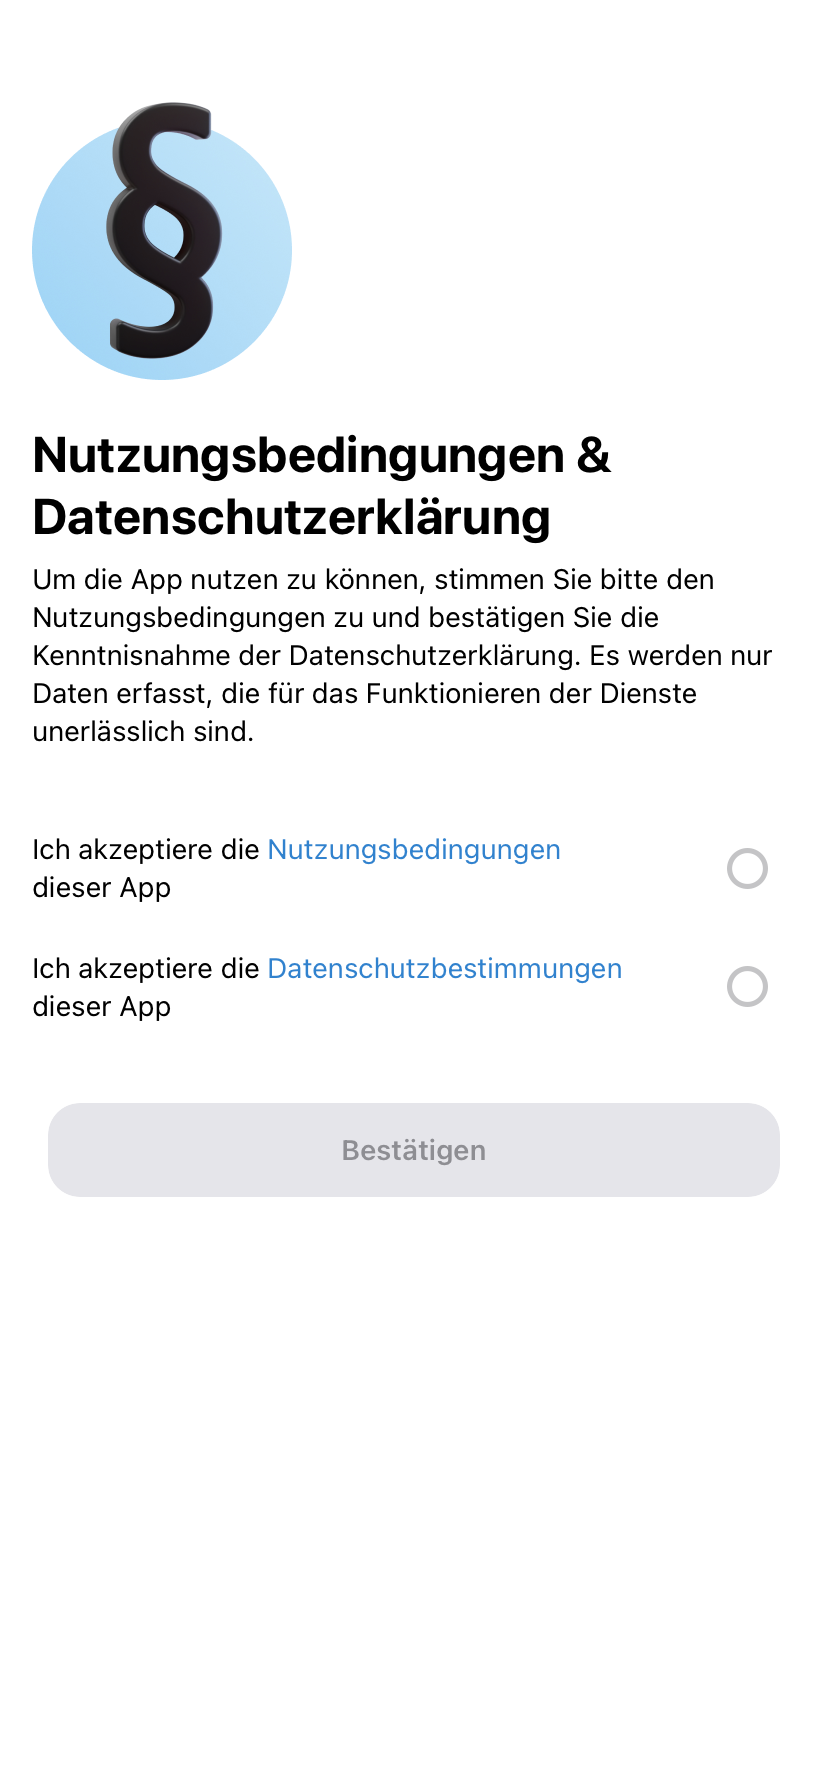 §
Nutzungsbedingungen &
Datenschutzerklärung
Um die App nutzen zu können, stimmen Sie bitte den
Nutzungsbedingungen zu und bestätigen Sie die
Kenntnisnahme der Datenschutzerklärung. Es werden nur
Daten erfasst, die für das Funktionieren der Dienste
unerlässlich sind.
Ich akzeptiere die Nutzungsbedingungen
dieser App
Ich akzeptiere die Datenschutzbestimmungen
dieser App
Bestätigen